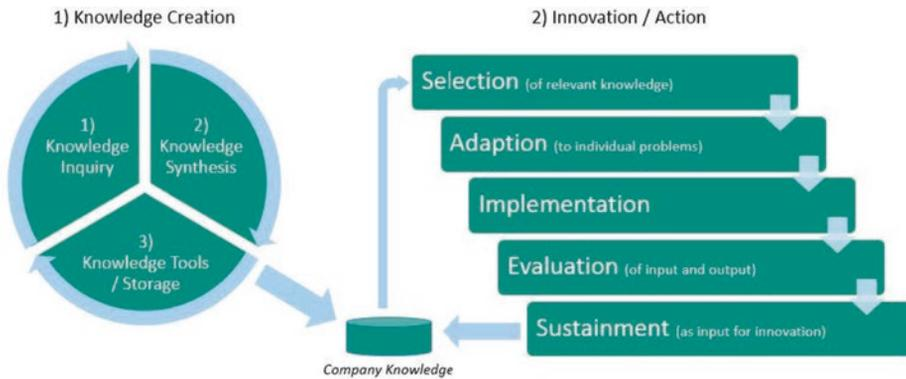 1) Knowledge Creation
1)
Knowledge
Inquiry
2)
Knowledge
Synthesis
3)
Knowledge Tools
/ Storage
2) Innovation / Action
Selection (of relevant knowledge)
Adaption (to individual problems)
Implementation
Evaluation (of input and output)
Sustainment (as input for innovation)
Company Knowledge